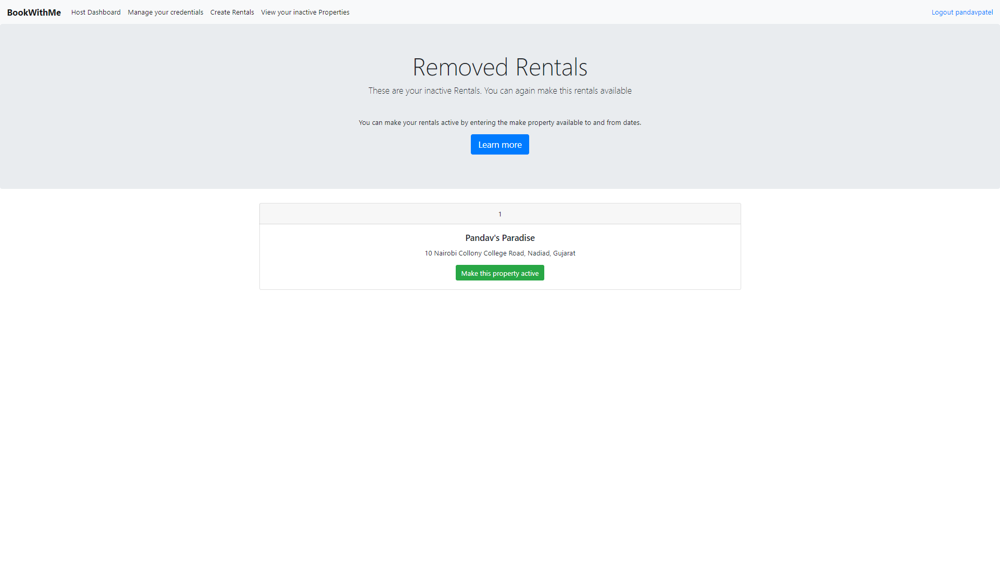 BookWithMe Host Dashboard Manage your credentials Create Rentals View your inactive Properties Logout pandavpatel
Removed Rentals
These are your inactive Rentals. You can again make this rentals available
You can make your rentals active by entering the make property available to and from dates.
Learn more
1
Pandav's Paradise
10 Nairobi Collony College Road, Nadiad, Gujarat
Make this property active